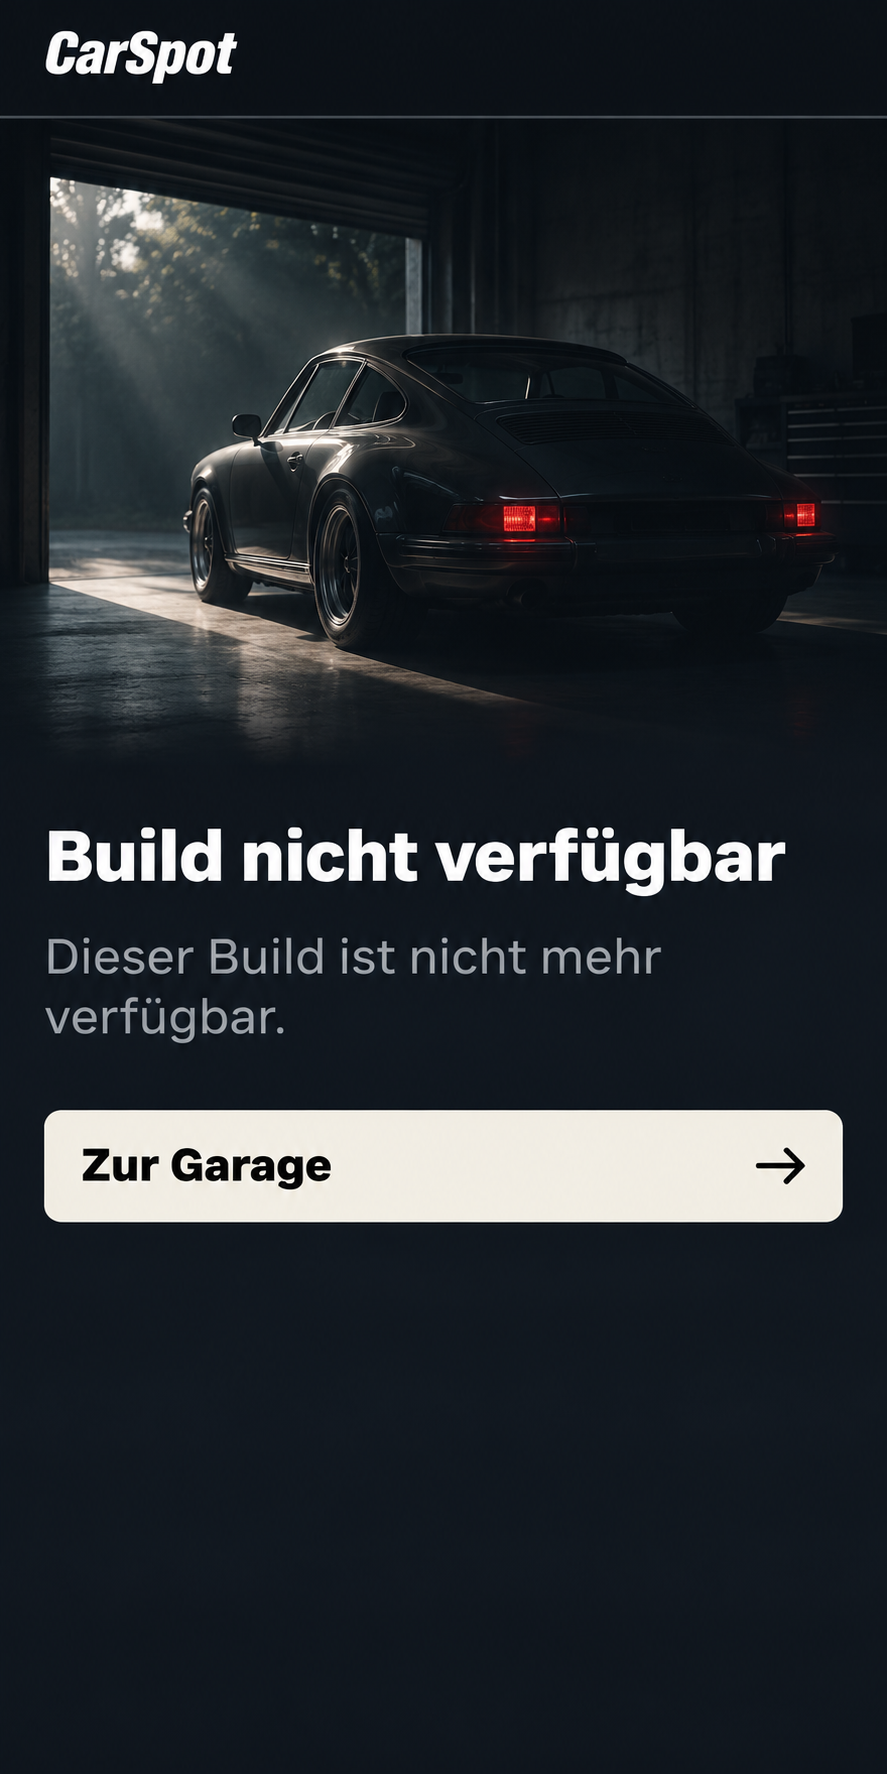 CarSpot
Build nicht verfügbar
Dieser Build ist nicht mehr
verfügbar.
Zur Garage